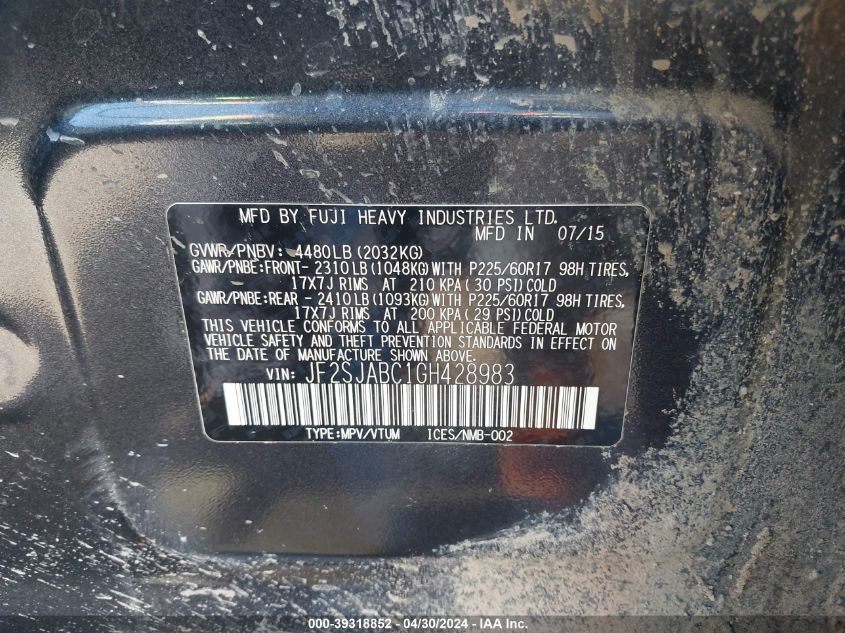 MFD BY FUJI HEAVY INDUSTRIES LTD.
MFD IN 07/15
GVWR/PNBV: 4480LB (2032KG)
GAWR/PNBE:FRONT- 2310LB(1048KG)WITH P225/60R17 98H TIRES,
17X7J RIMS AT 210 KPA( 30 PSI)COLD
GAWR/PNBE:REAR - 2410LB(1093KG)WITH P225/60R17 98H TIRES,
17X7J RIMS AT 200 KPA( 29 PSI)COLD
THIS VEHICLE CONFORMS TO ALL APPLICABLE FEDERAL MOTOR
VEHICLE SAFETY AND THEFT PREVENTION STANDARDS IN EFFECT
ON THE DATE OF MANUFACTURE SHOWN ABOVE.
VIN: JF2SJABC1GH428983
TYPE:MPV/VTUM ICES/NMB-002
000-39318852 - 04/30/2024 - IAA Inc.